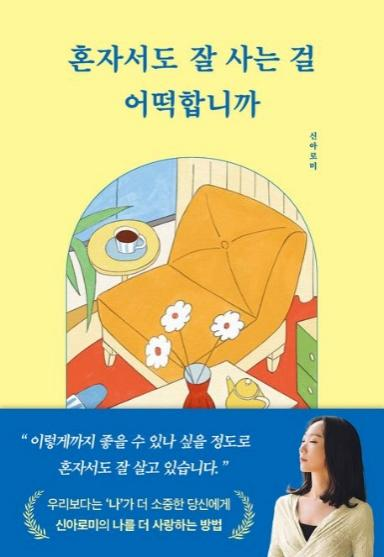 혼자서도 잘 사는 걸
어떡합니까
신아로미
“이렇게까지 좋을 수 있나 싶을 정도로
혼자서도 잘 살고 있습니다.”
우리보다는 ‘나’가 더 소중한 당신에게
신아로미의 나를 더 사랑하는 방법